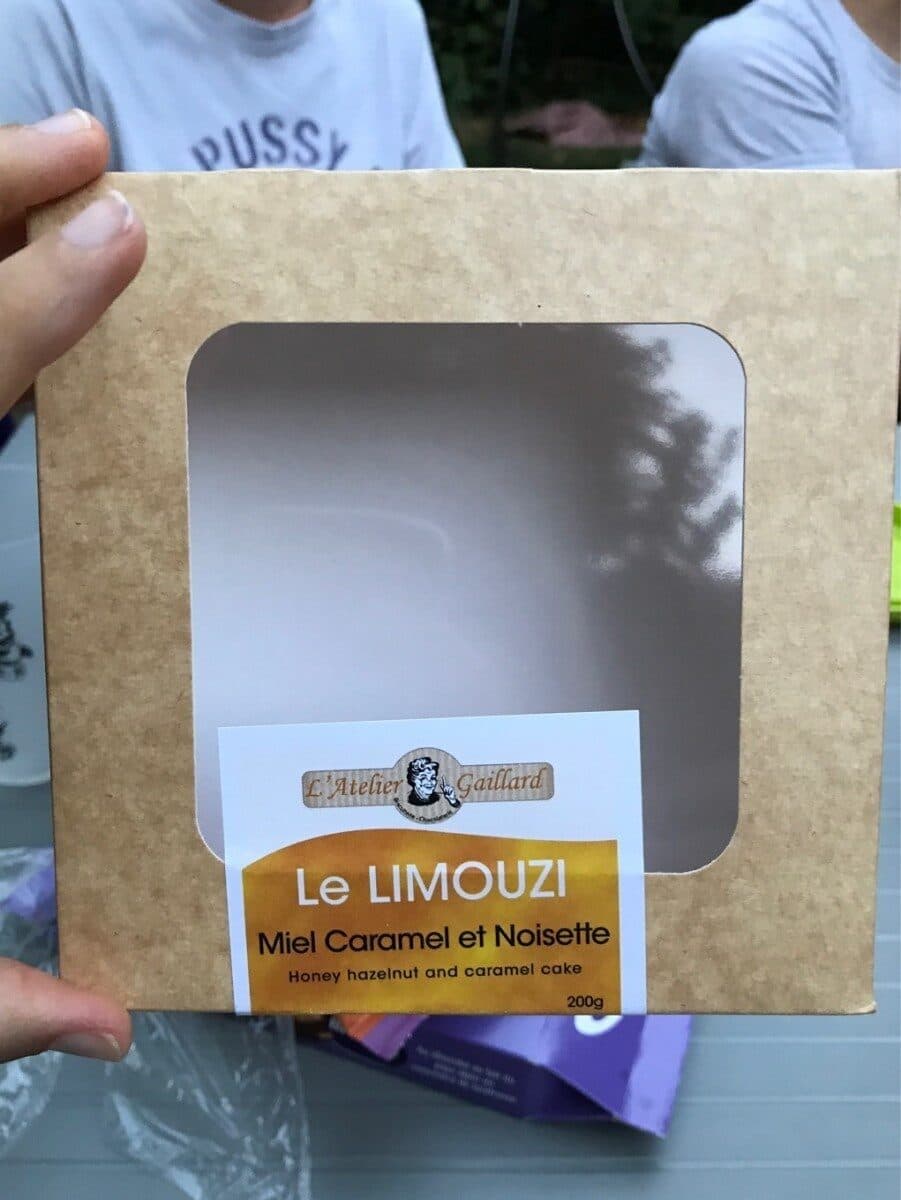 PUSSY
L'Atelier Gaillard
Le LIMOUZI
Miel Caramel et Noisette
Honey hazelnut and caramel cake
200g